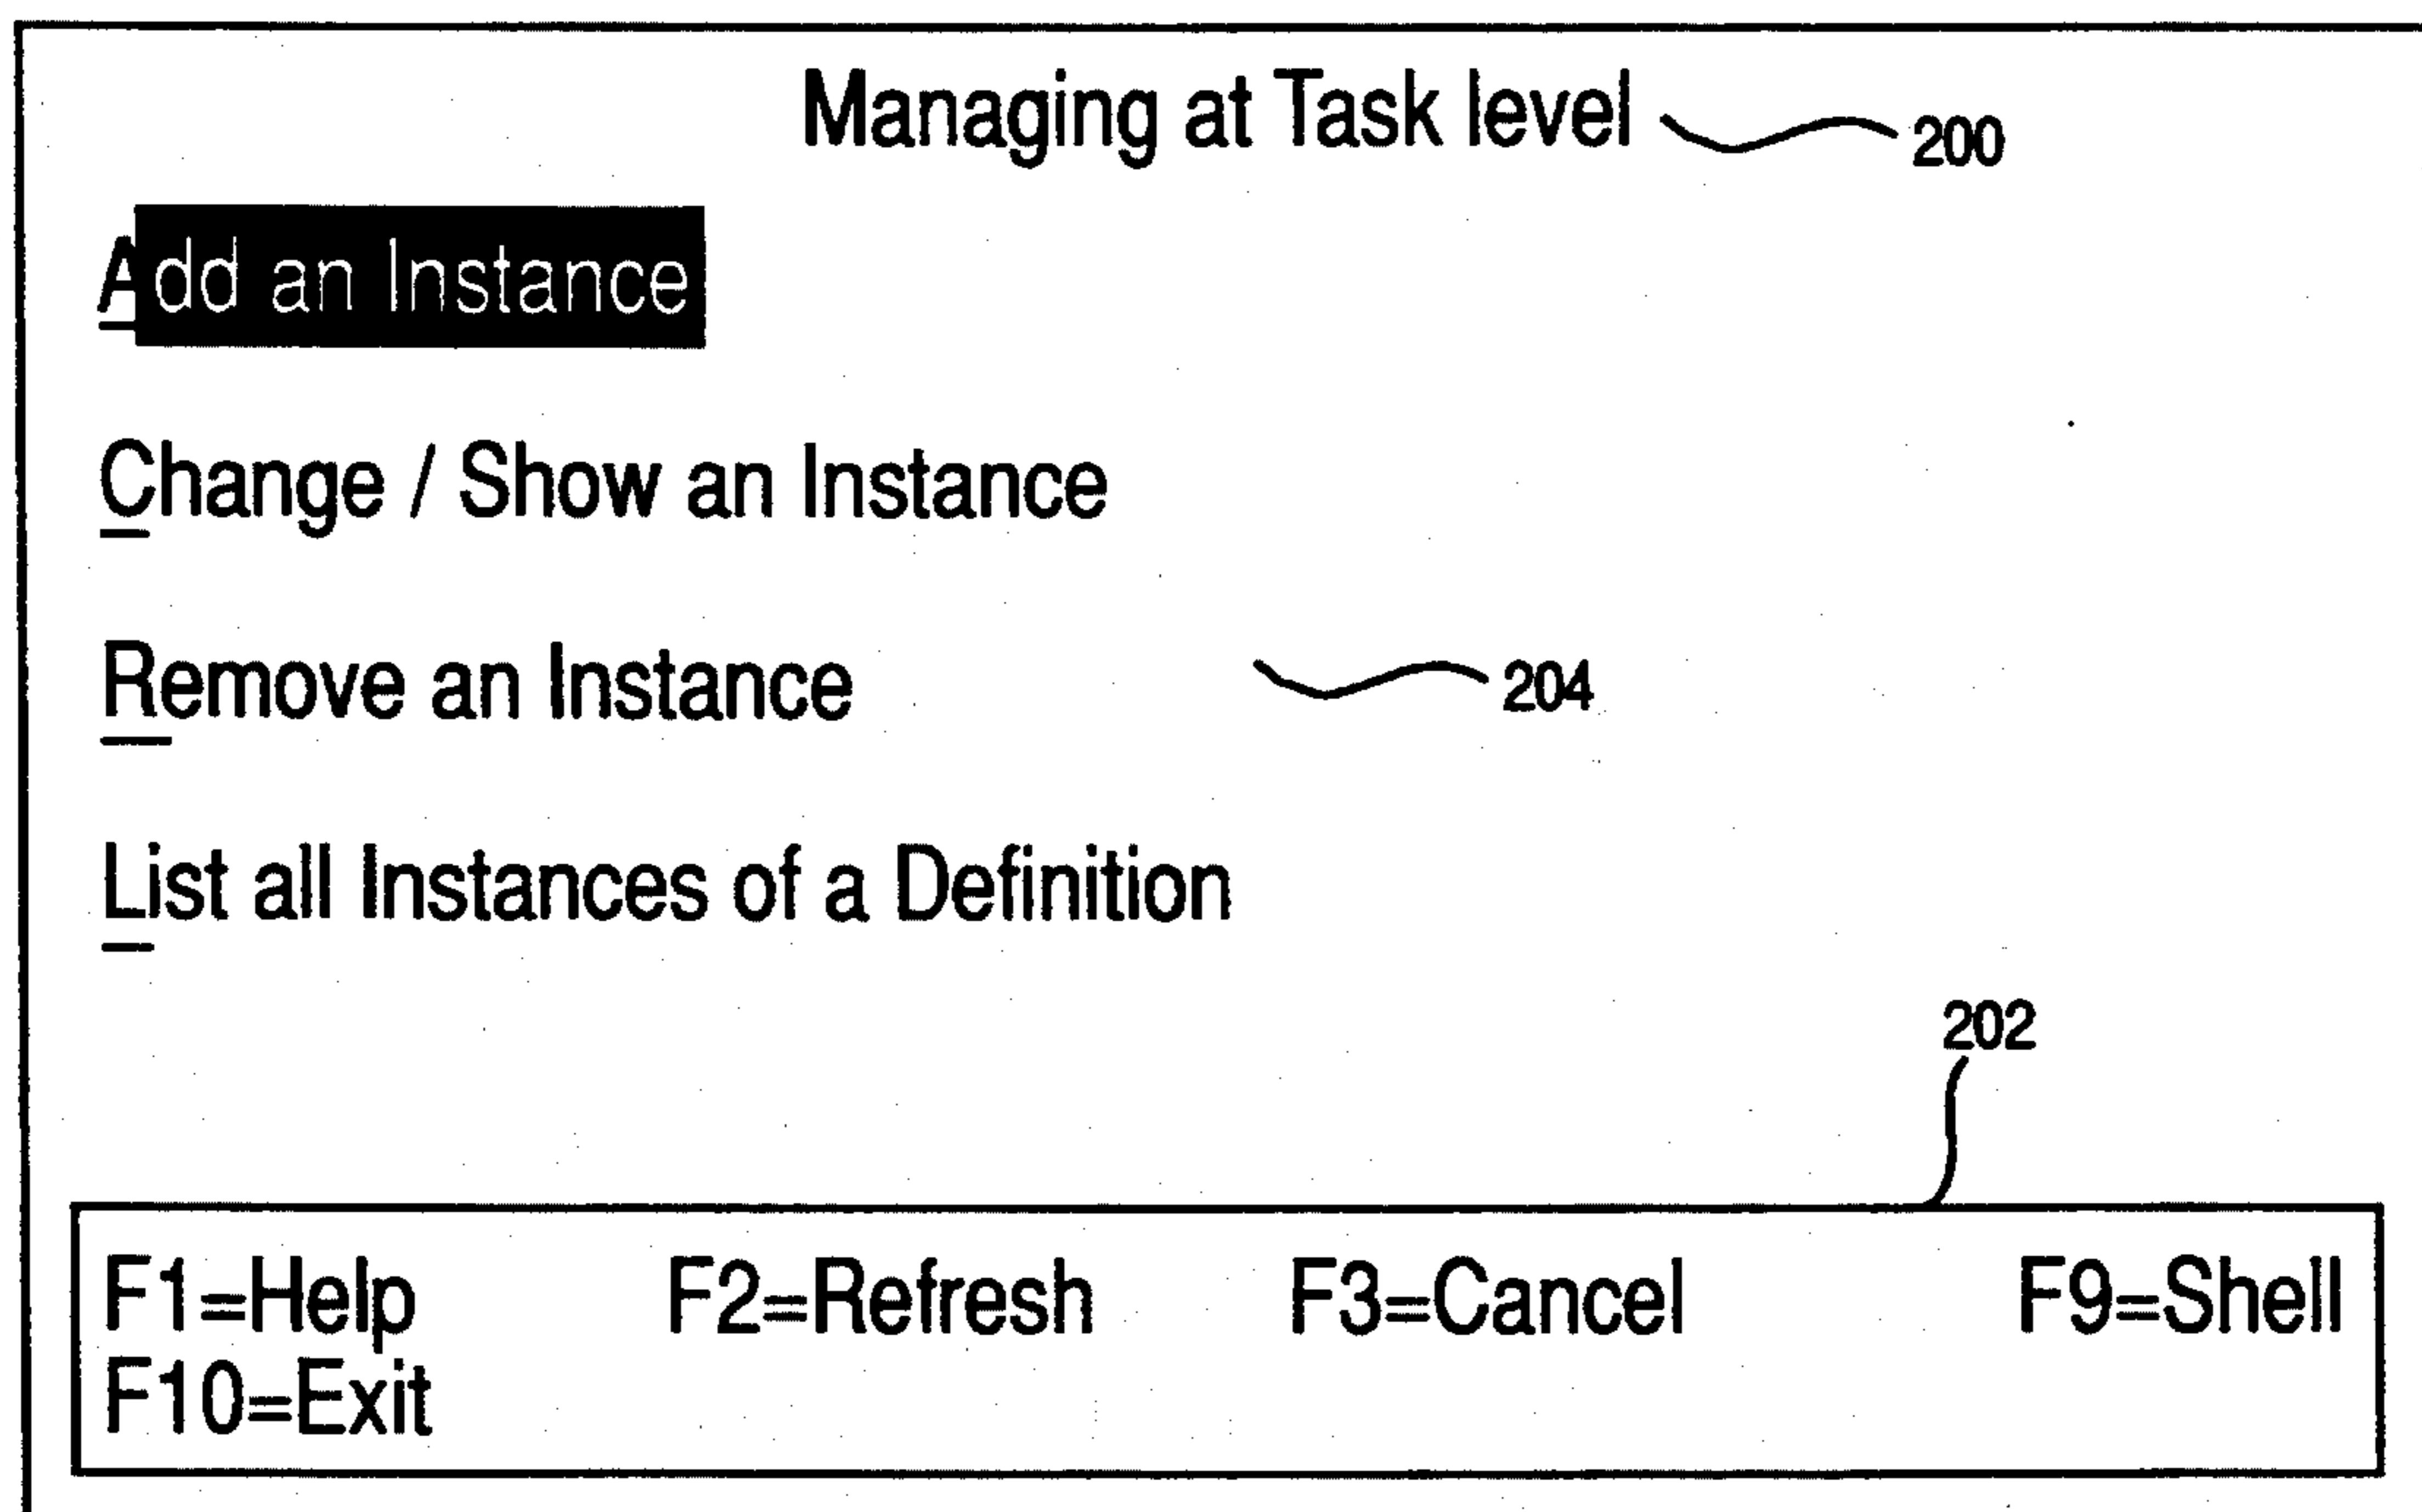 Managing at Task level 200
Add an Instance
Change / Show an Instance
Remove an Instance 204
List all Instances of a Definition
202
F1=Help F2=Refresh F3=Cancel F9=Shell
F10=Exit